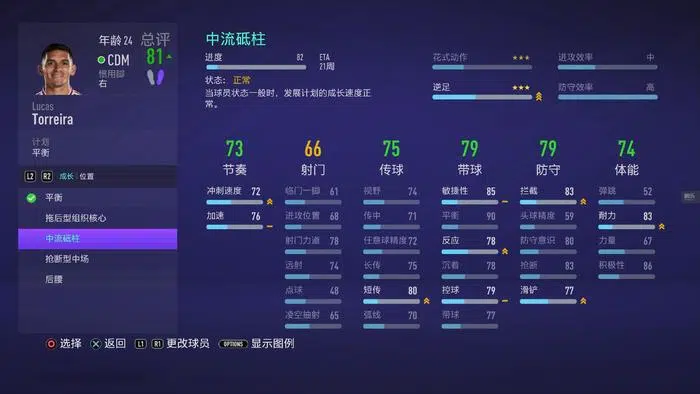 年龄 24 总评
CDM 81
惯用脚
右
Lucas
Torreira
计划
平衡
L2 R2 成长 位置
平衡
拖后型组织核心
中流砥柱
抢断型中场
后腰
中流砥柱
进度 82 ETA
21周
状态：正常
当球员状态一般时，发展计划的成长速度正
常。
花式动作 ★★★
进攻效率 中
逆足 ★★★
防守效率 高
73 66 75 79 79 74
节奏 射门 传球 带球 防守 体能
冲刺速度 72 临门一脚 61 视野 74 敏捷性 85 拦截 83 弹跳 52
加速 76 进攻位置 68 传中 71 平衡 90 头球精度 59 耐力 83
射门力道 78 任意球精度 72 反应 78 防守意识 80 力量 67
远射 74 长传 75 沉着 78 抢断 83 积极性 86
点球 48 短传 80 控球 79 滑铲 77
凌空抽射 65 弧线 70 带球 77
选择 返回 L1 R1 更改球员 OPTIONS 显示图例